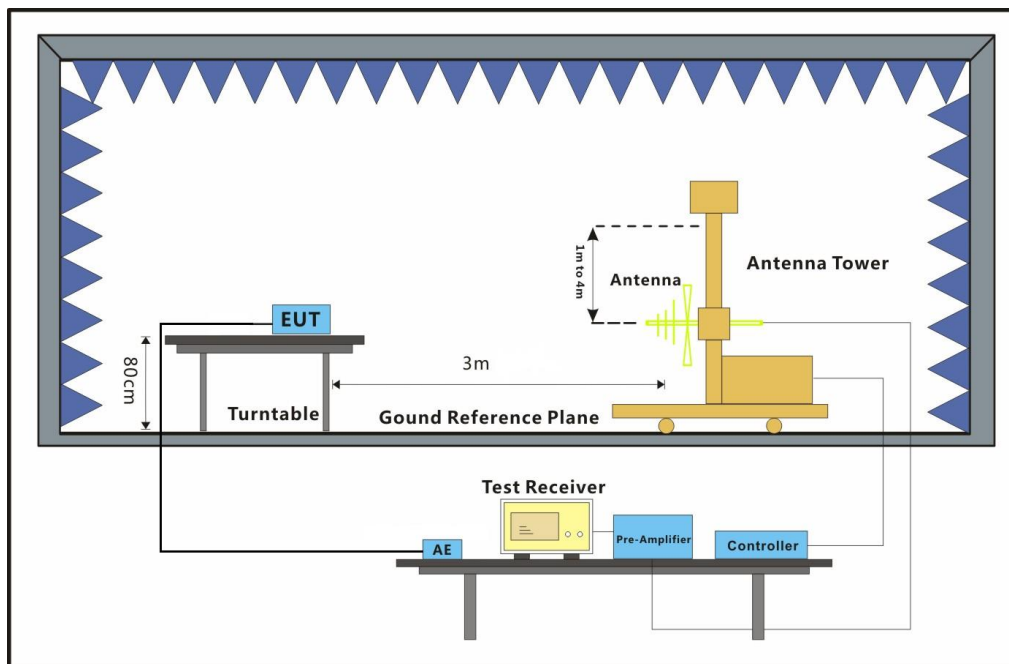 1m to 4m
Antenna
Antenna Tower
EUT
80cm
3m
Turntable
Gound Reference Plane
Test Receiver
AE
Pre-Amplifier
Controller